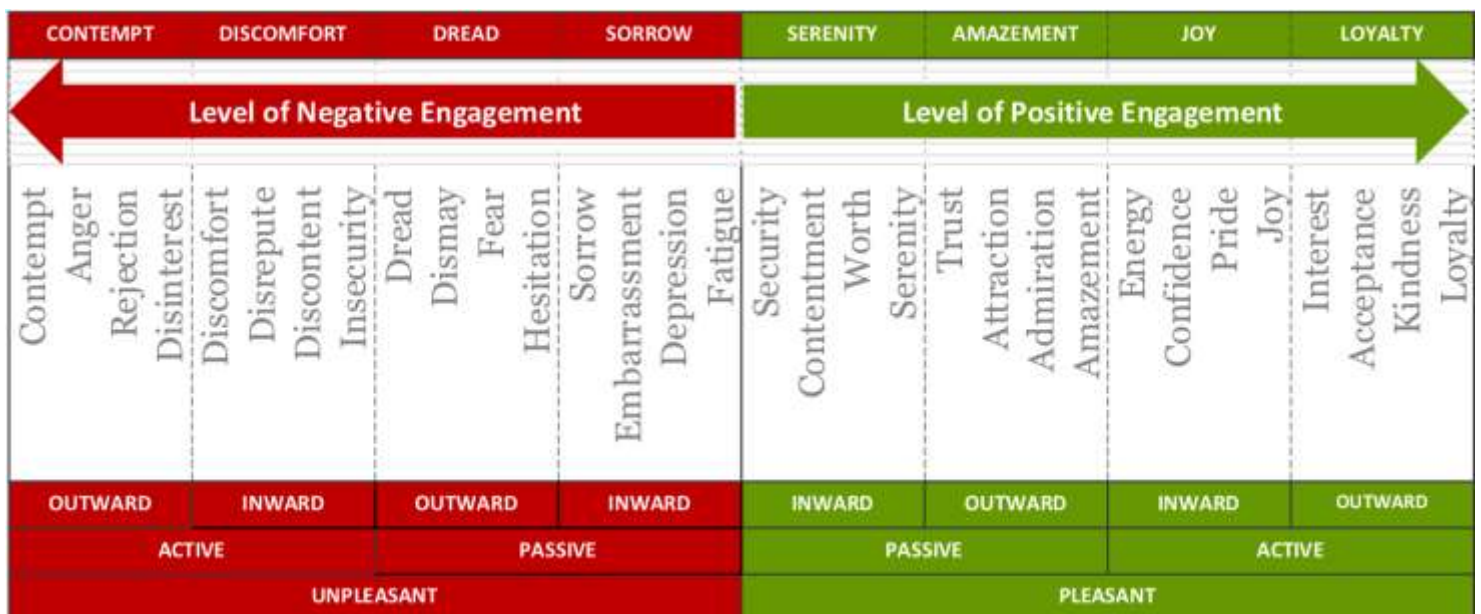 CONTEMPT DISCOMFORT DREAD SORROW SERENITY AMAZEMENT JOY LOYALTY
Level of Negative Engagement Level of Positive Engagement
Contempt
Anger
Rejection
Disinterest
Discomfort
Disrepute
Discontent
Insecurity
Dread
Dismay
Fear
Hesitation
Sorrow
Embarrassment
Depression
Fatigue
Security
Contentment
Worth
Serenity
Trust
Attraction
Admiration
Amazement
Energy
Confidence
Pride
Joy
Interest
Acceptance
Kindness
Loyalty
OUTWARD INWARD OUTWARD INWARD INWARD OUTWARD INWARD OUTWARD
ACTIVE PASSIVE PASSIVE ACTIVE
UNPLEASANT PLEASANT